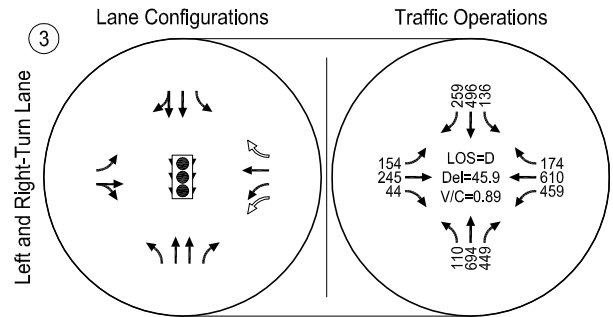 Lane Configurations
Traffic Operations
3
Left and Right-Turn Lane
259
496
136
154
245
44
LOS=D
Del=45.9
V/C=0.89
174
610
459
110
694
449